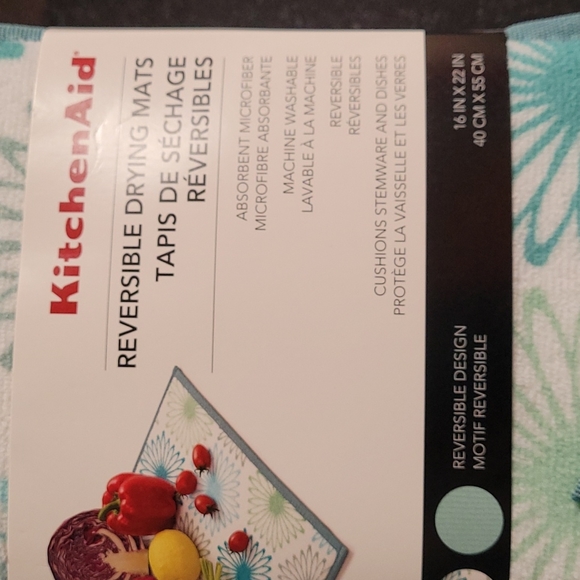 KitchenAid®
REVERSIBLE DRYING MATS
TAPIS DE SÉCHAGE
RÉVERSIBLES
ABSORBENT MICROFIBER
MICROFIBRE ABSORBANTE
MACHINE WASHABLE
LAVABLE À LA MACHINE
REVERSIBLE
RÉVERSIBLES
CUSHIONS STEMWARE AND DISHES
PROTÈGE LA VAISSELLE ET LES VERRES
16 IN X 22 IN
40 CM X 55 CM
REVERSIBLE DESIGN
MOTIF REVERSIBLE